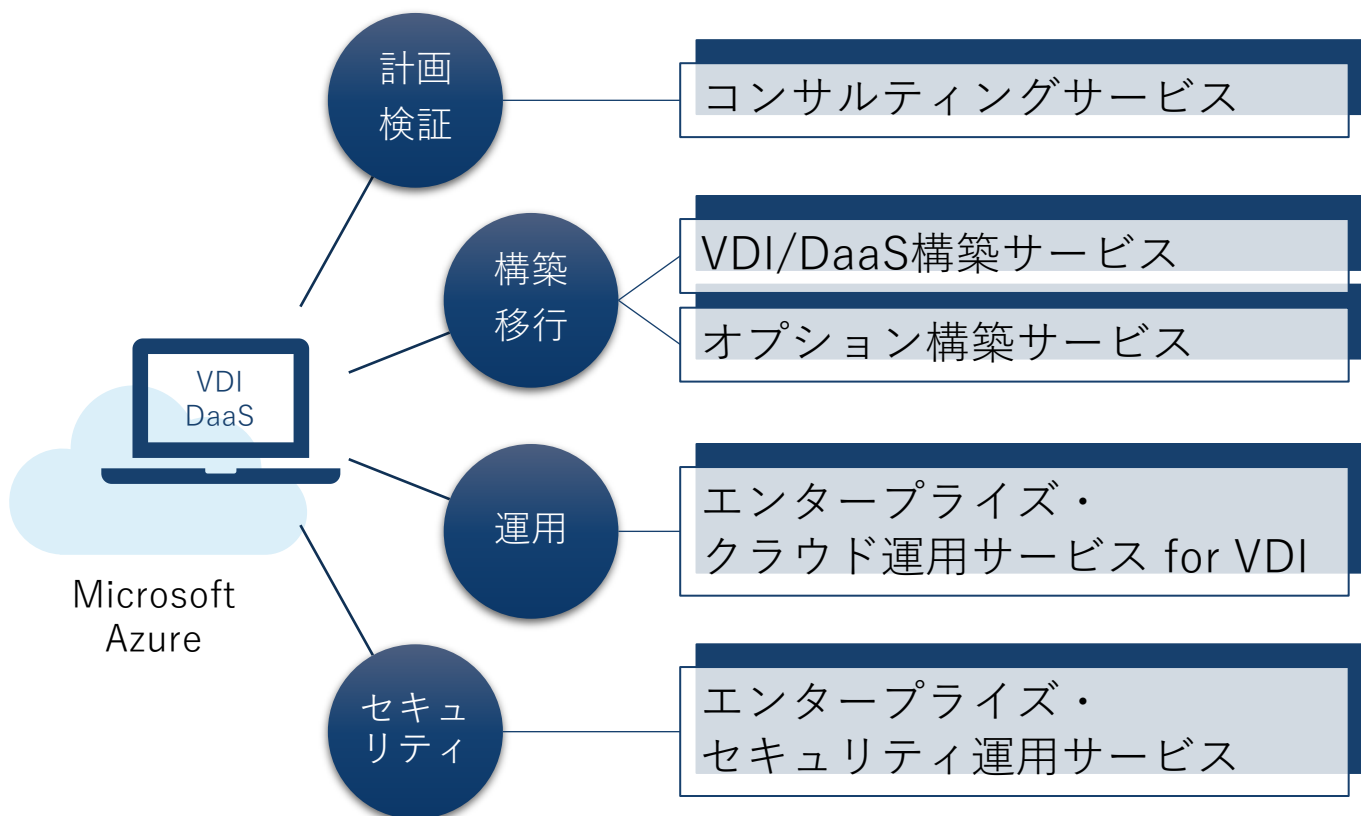 計画
検証
コンサルティングサービス
構築
移行
VDI/DaaS構築サービス
オプション構築サービス
VDI
DaaS
Microsoft
Azure
運用
エンタープライズ・
クラウド運用サービス for VDI
セキュ
リティ
エンタープライズ・
セキュリティ運用サービス